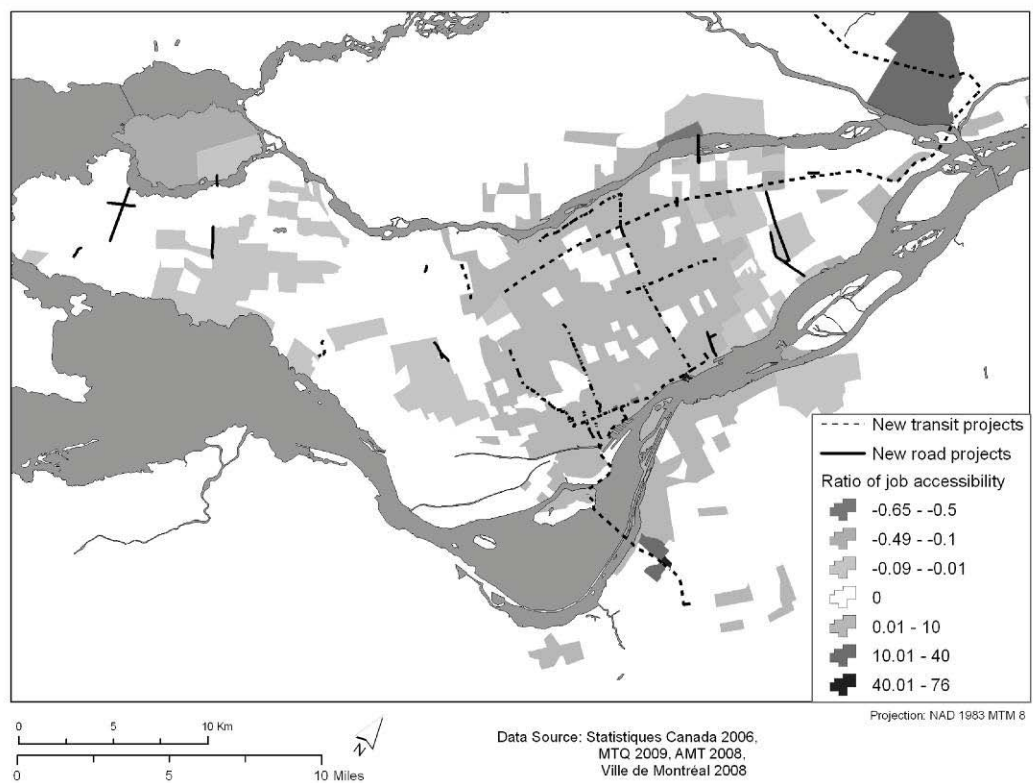 New transit projects
New road projects
Ratio of job accessibility
-0.65 - -0.5
-0.49 - -0.1
-0.09 - -0.01
0
0.01 - 10
10.01 - 40
40.01 - 76
Projection: NAD 1983 MTM 8
0 5 10 Km
0 5 10 Miles
N
Data Source: Statistiques Canada 2006,
MTQ 2009, AMT 2008,
Ville de Montréal 2008